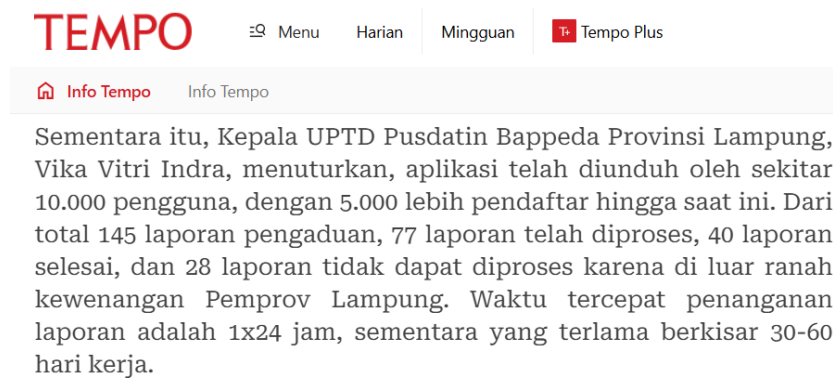 TEMPO Menu Harian Mingguan T+ Tempo Plus
Info Tempo Info Tempo
Sementara itu, Kepala UPTD Pusdatin Bappeda Provinsi Lampung,
Vika Vitri Indra, menuturkan, aplikasi telah diunduh oleh sekitar
10.000 pengguna, dengan 5.000 lebih pendaftar hingga saat ini. Dari
total 145 laporan pengaduan, 77 laporan telah diproses, 40 laporan
selesai, dan 28 laporan tidak dapat diproses karena di luar ranah
kewenangan Pemprov Lampung. Waktu tercepat penanganan
laporan adalah 1x24 jam, sementara yang terlama berkisar 30-60
hari kerja.